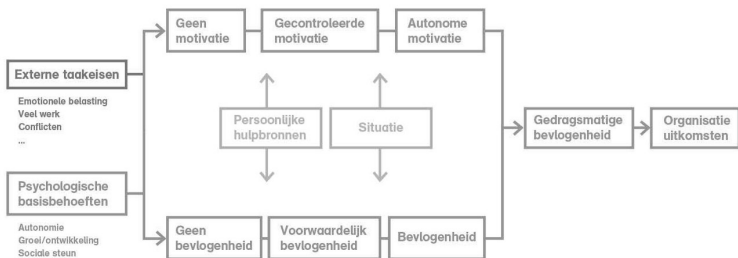 Geen
motivatie
Gecontroleerde
motivatie
Autonome
motivatie
Externe taakeisen
Emotionele belasting
Veel werk
Conflicten
...
Persoonlijke
hulpbronnen
Situatie
Gedragsmatige
bevlogenheid
Organisatie
uitkomsten
Psychologische
basisbehoeften
Autonomie
Groei/ontwikkeling
Sociale steun
Geen
bevlogenheid
Voorwaardelijk
bevlogenheid
Bevlogenheid